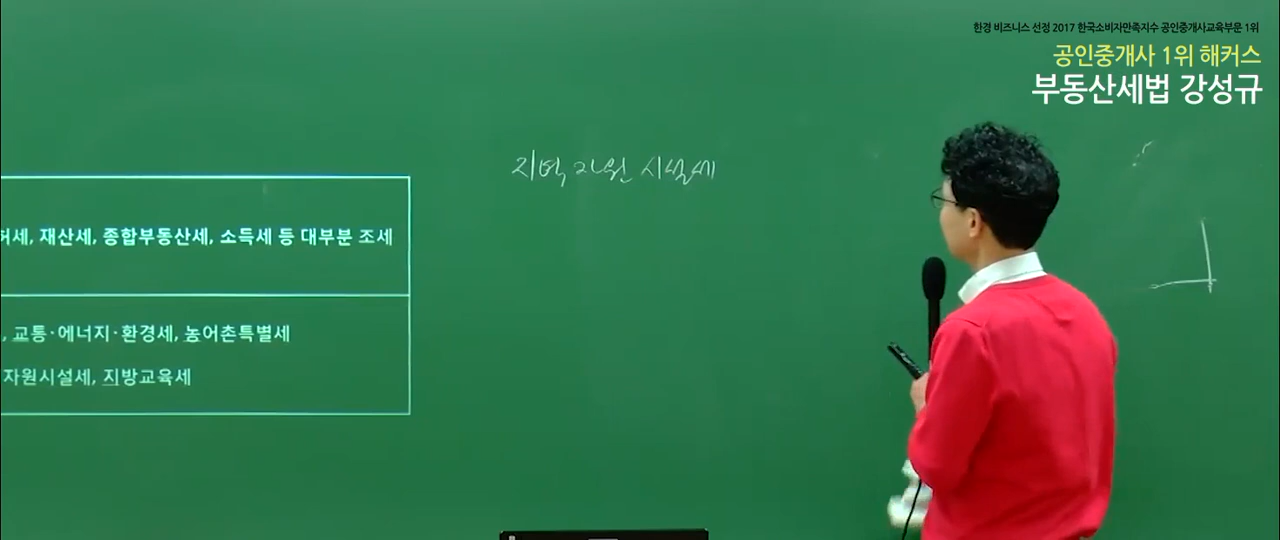 한경 비즈니스 선정 2017 한국소비자만족지수 공인중개사교육부문 1위
공인중개사 1위 해커스
부동산세법 강성규
지역 자원 시설세
허세, 재산세, 종합부동산세, 소득세 등 대부분 조세
, 교통·에너지·환경세, 농어촌특별세
자원시설세, 지방교육세